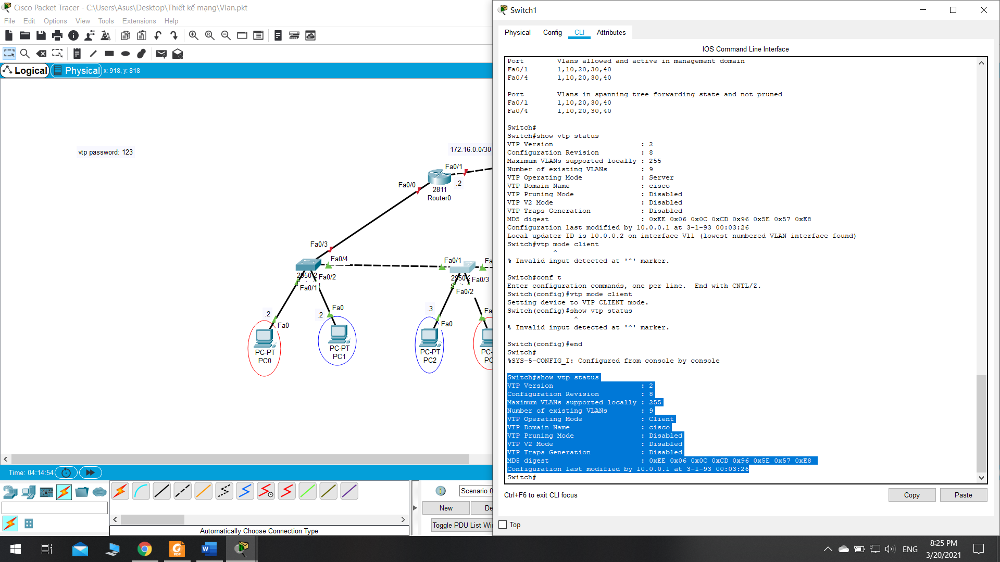 Cisco Packet Tracer - C:\Users\Asus\Desktop\Thiết kế mạng\Vlan.pkt
File Edit Options View Tools Extensions Help
Logical Physical x: 918, y: 818
vtp password: 123
172.16.0.0/30
Fa0/1
.2
Fa0/0
2811
Router0
Fa0/3
Fa0/4
Fa0/1
Fa
Fa0/2
Fa0/1
Fa0/3
Fa0/2
Fa0
.2
Fa0
.2
.3
Fa0
Fa
PC-PT
PC0
PC-PT
PC1
PC-PT
PC2
PC-
PC
Time: 04:14:54
Scenario 0
New
De
Toggle PDU List Wi
Automatically Choose Connection Type
Switch1
Physical Config CLI Attributes
IOS Command Line Interface
Port Vlans allowed and active in management domain
Fa0/1 1,10,20,30,40
Fa0/4 1,10,20,30,40
Port Vlans in spanning tree forwarding state and not pruned
Fa0/1 1,10,20,30,40
Fa0/4 1,10,20,30,40
Switch#
Switch#show vtp status
VTP Version : 2
Configuration Revision : 8
Maximum VLANs supported locally : 255
Number of existing VLANs : 9
VTP Operating Mode : Server
VTP Domain Name : cisco
VTP Pruning Mode : Disabled
VTP V2 Mode : Disabled
VTP Traps Generation : Disabled
MD5 digest : 0xEE 0x06 0x0C 0xCD 0x96 0x5E 0x57 0xE8
Configuration last modified by 10.0.0.1 at 3-1-93 00:03:26
Local updater ID is 10.0.0.2 on interface Vl1 (lowest numbered VLAN interface found)
Switch#vtp mode client
^
% Invalid input detected at '^' marker.
Switch#conf t
Enter configuration commands, one per line. End with CNTL/Z.
Switch(config)#vtp mode client
Setting device to VTP CLIENT mode.
Switch(config)#show vtp status
^
% Invalid input detected at '^' marker.
Switch(config)#end
Switch#
%SYS-5-CONFIG_I: Configured from console by console
Switch#show vtp status
VTP Version : 2
Configuration Revision : 8
Maximum VLANs supported locally : 255
Number of existing VLANs : 9
VTP Operating Mode : Client
VTP Domain Name : cisco
VTP Pruning Mode : Disabled
VTP V2 Mode : Disabled
VTP Traps Generation : Disabled
MD5 digest : 0xEE 0x06 0x0C 0xCD 0x96 0x5E 0x57 0xE8
Configuration last modified by 10.0.0.1 at 3-1-93 00:03:26
Switch#
Ctrl+F6 to exit CLI focus
Copy Paste
Top
ENG
8:25 PM
3/20/2021